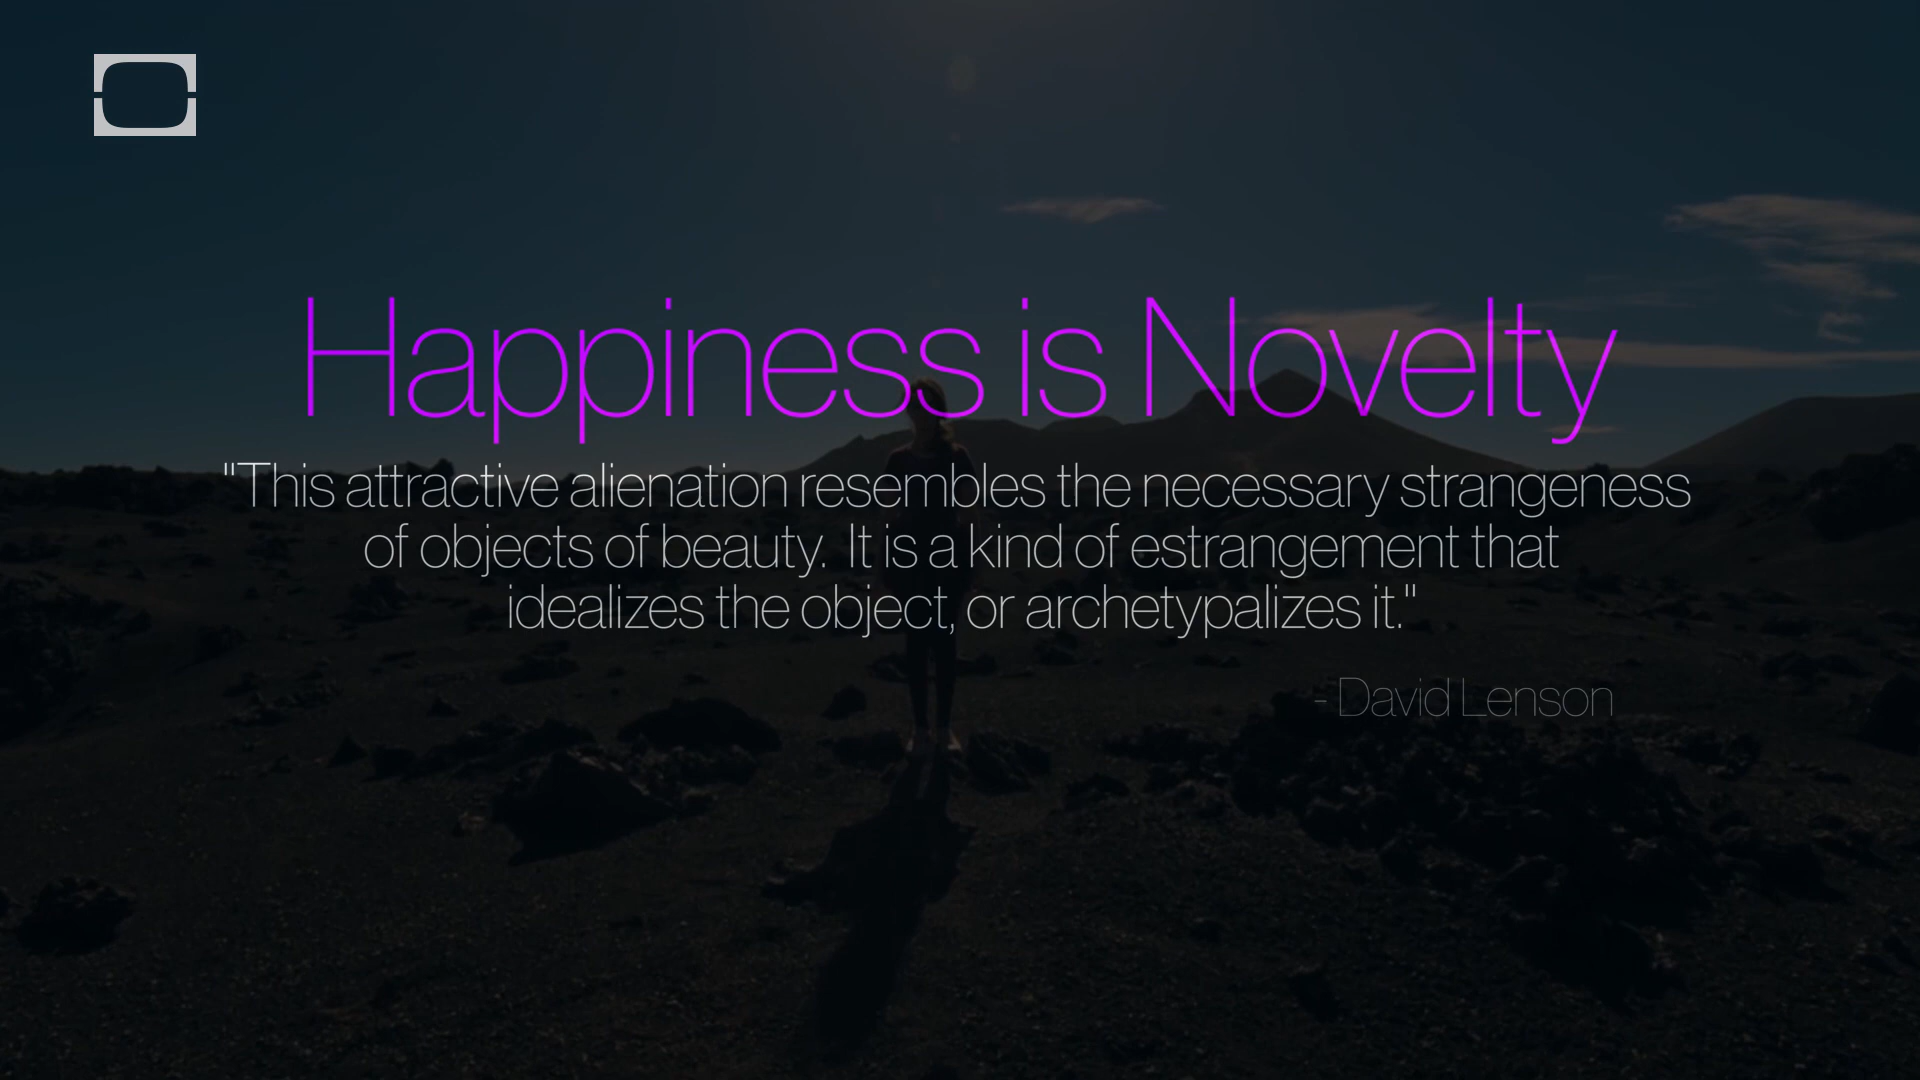 Happiness is Novelty
"This attractive alienation resembles the necessary strangeness
of objects of beauty.  It is a kind of estrangement that
idealizes the object, or archetypalizes it."
- David Lenson